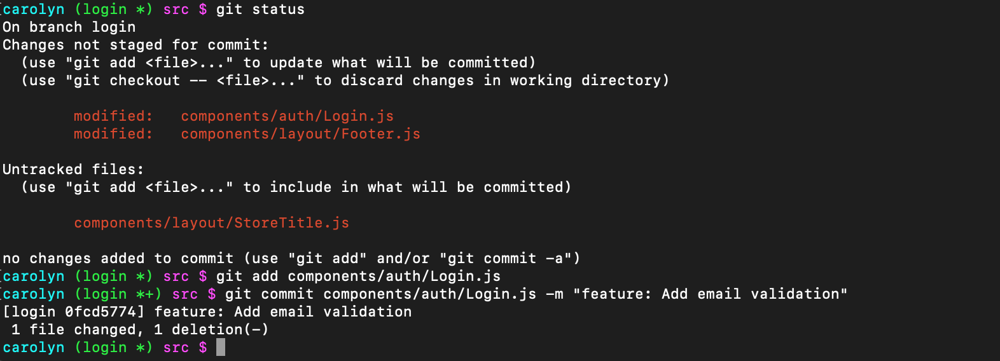 carolyn (login *) src $ git status
On branch login
Changes not staged for commit:
  (use "git add <file>..." to update what will be committed)
  (use "git checkout -- <file>..." to discard changes in working directory)
        modified:   components/auth/Login.js
        modified:   components/layout/Footer.js
Untracked files:
  (use "git add <file>..." to include in what will be committed)
        components/layout/StoreTitle.js
no changes added to commit (use "git add" and/or "git commit -a")
carolyn (login *) src $ git add components/auth/Login.js
carolyn (login *+) src $ git commit components/auth/Login.js -m "feature: Add email validation"
[login 0fcd5774] feature: Add email validation
 1 file changed, 1 deletion(-)
carolyn (login *) src $